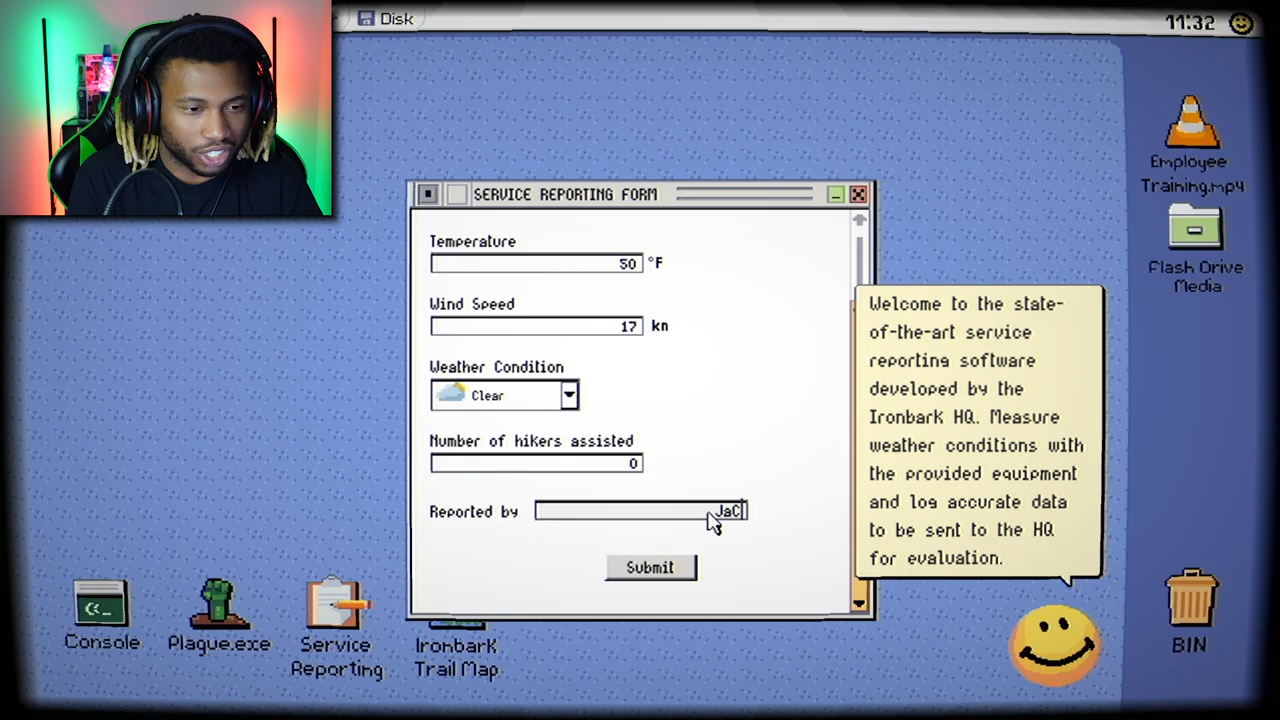 Disk
11:32
Employee
Training.mp4
Flash Drive
Media
SERVICE REPORTING FORM
Temperature
50 °F
Wind Speed
17 kn
Weather Condition
Clear
Number of hikers assisted
0
Reported by JaC
Submit
Welcome to the state-
of-the-art service
reporting software
developed by the
Ironbark HQ. Measure
weather conditions with
the provided equipment
and log accurate data
to be sent to the HQ
for evaluation.
Console
Plague.exe
Service
Reporting
Ironbark
Trail Map
BIN